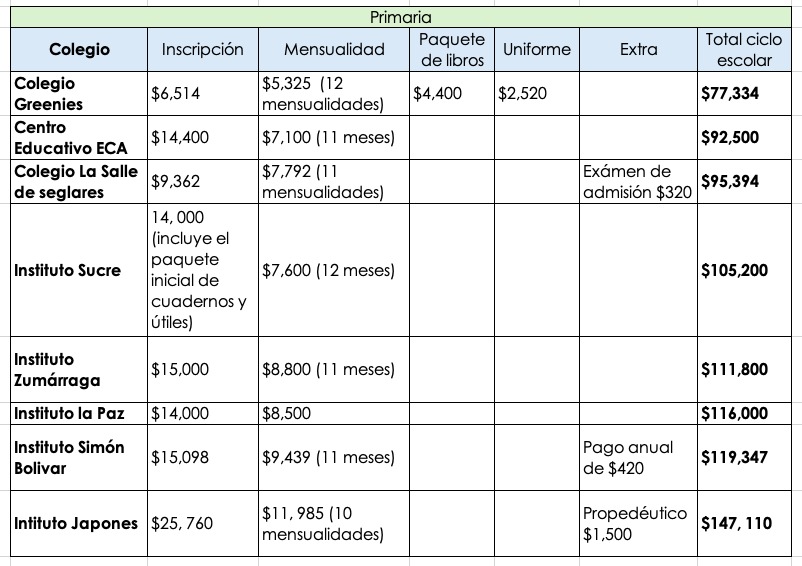 Primaria
Colegio Inscripción Mensualidad Paquete de libros Uniforme Extra Total ciclo escolar
Colegio Greenies $6,514 $5,325 (12 mensualidades) $4,400 $2,520 $77,334
Centro Educativo ECA $14,400 $7,100 (11 meses) $92,500
Colegio La Salle de seglares $9,362 $7,792 (11 mensualidades) Exámen de admisión $320 $95,394
Instituto Sucre 14, 000 (incluye el paquete inicial de cuadernos y útiles) $7,600 (12 meses) $105,200
Instituto Zumárraga $15,000 $8,800 (11 meses) $111,800
Instituto la Paz $14,000 $8,500 $116,000
Instituto Simón Bolivar $15,098 $9,439 (11 meses) Pago anual de $420 $119,347
Intituto Japones $25, 760 $11, 985 (10 mensualidades) Propedéutico $1,500 $147, 110